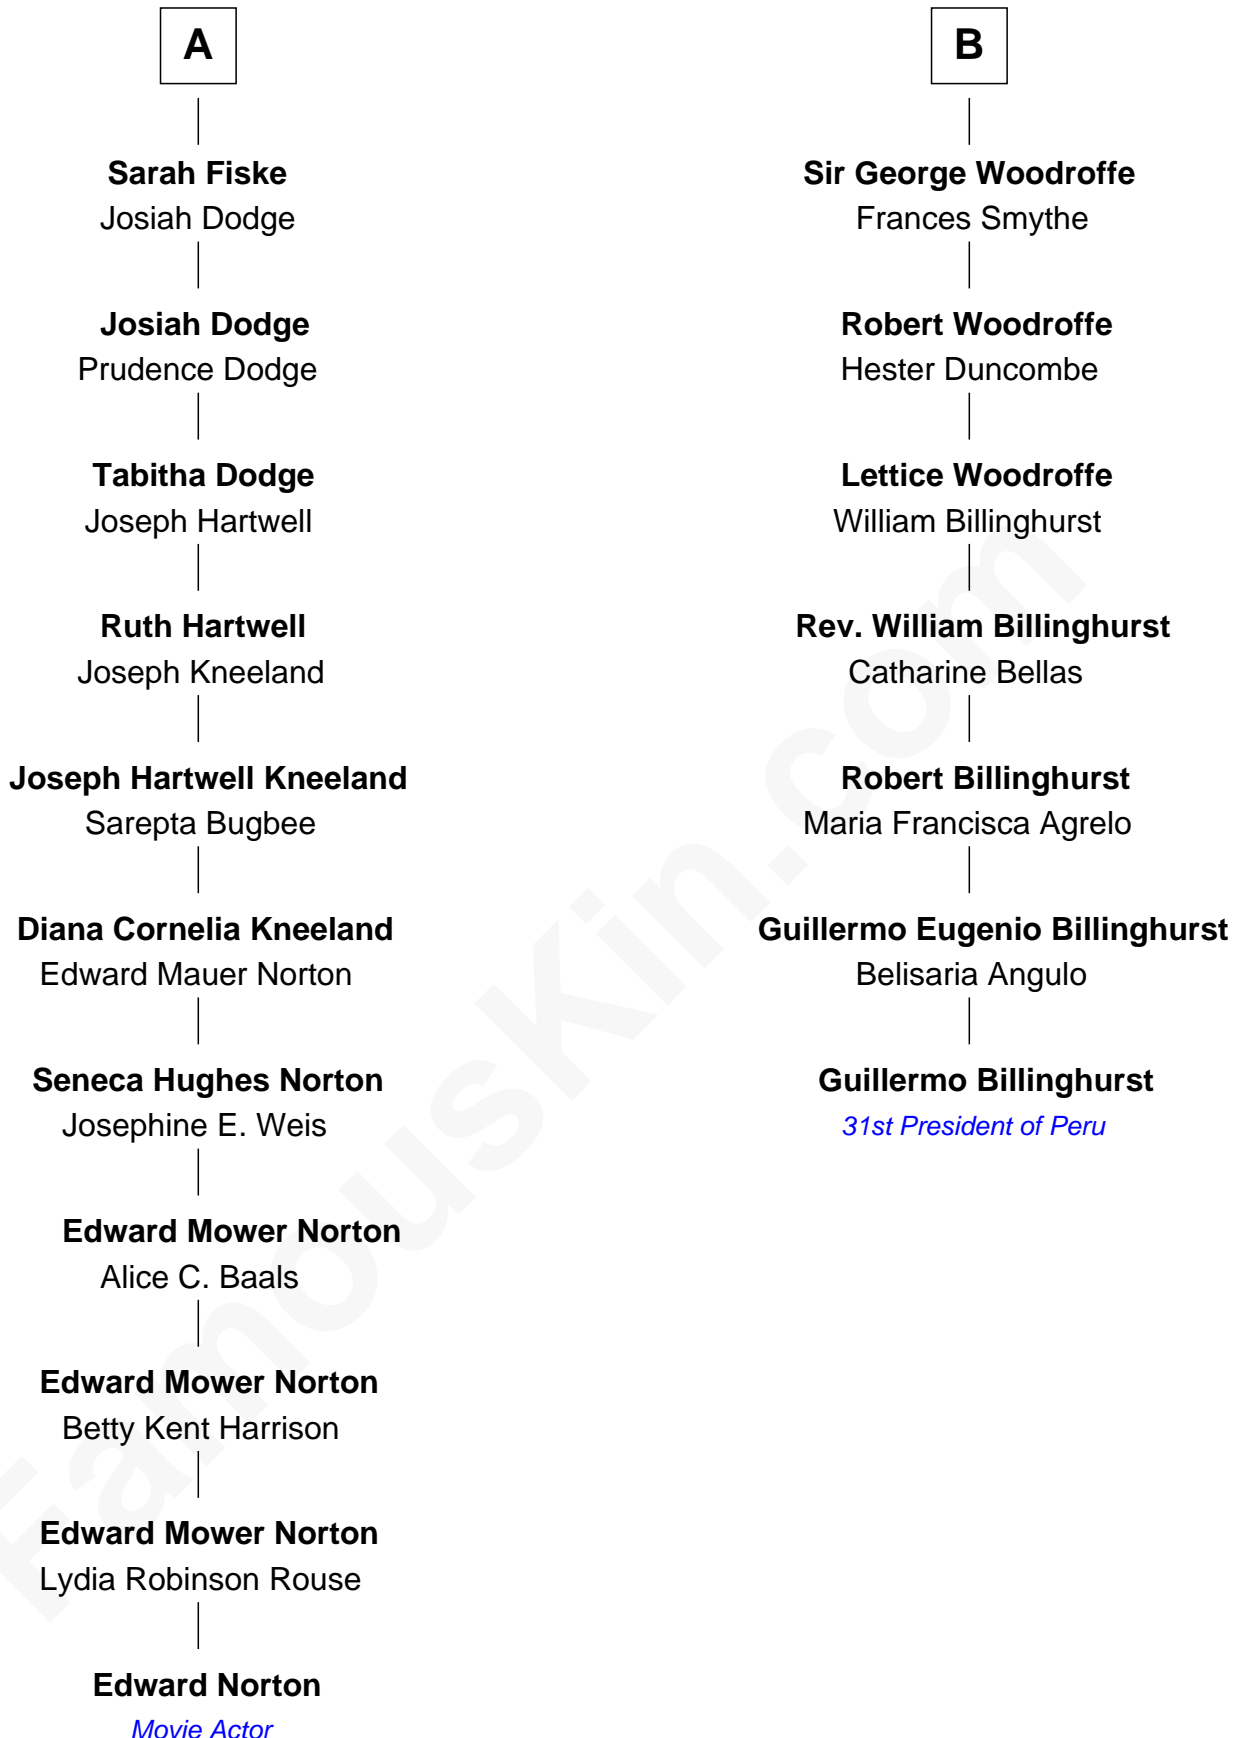 A
Sarah Fiske
Josiah Dodge
Josiah Dodge
Prudence Dodge
Tabitha Dodge
Joseph Hartwell
Ruth Hartwell
Joseph Kneeland
Joseph Hartwell Kneeland
Sarepta Bugbee
Diana Cornelia Kneeland
Edward Mauer Norton
Seneca Hughes Norton
Josephine E. Weis
Edward Mower Norton
Alice C. Baals
Edward Mower Norton
Betty Kent Harrison
Edward Mower Norton
Lydia Robinson Rouse
Edward Norton
Movie Actor
B
Sir George Woodroffe
Frances Smythe
Robert Woodroffe
Hester Duncombe
Lettice Woodroffe
William Billinghurst
Rev. William Billinghurst
Catharine Bellas
Robert Billinghurst
Maria Francisca Agrelo
Guillermo Eugenio Billinghurst
Belisaria Angulo
Guillermo Billinghurst
31st President of Peru
FamousKin.com